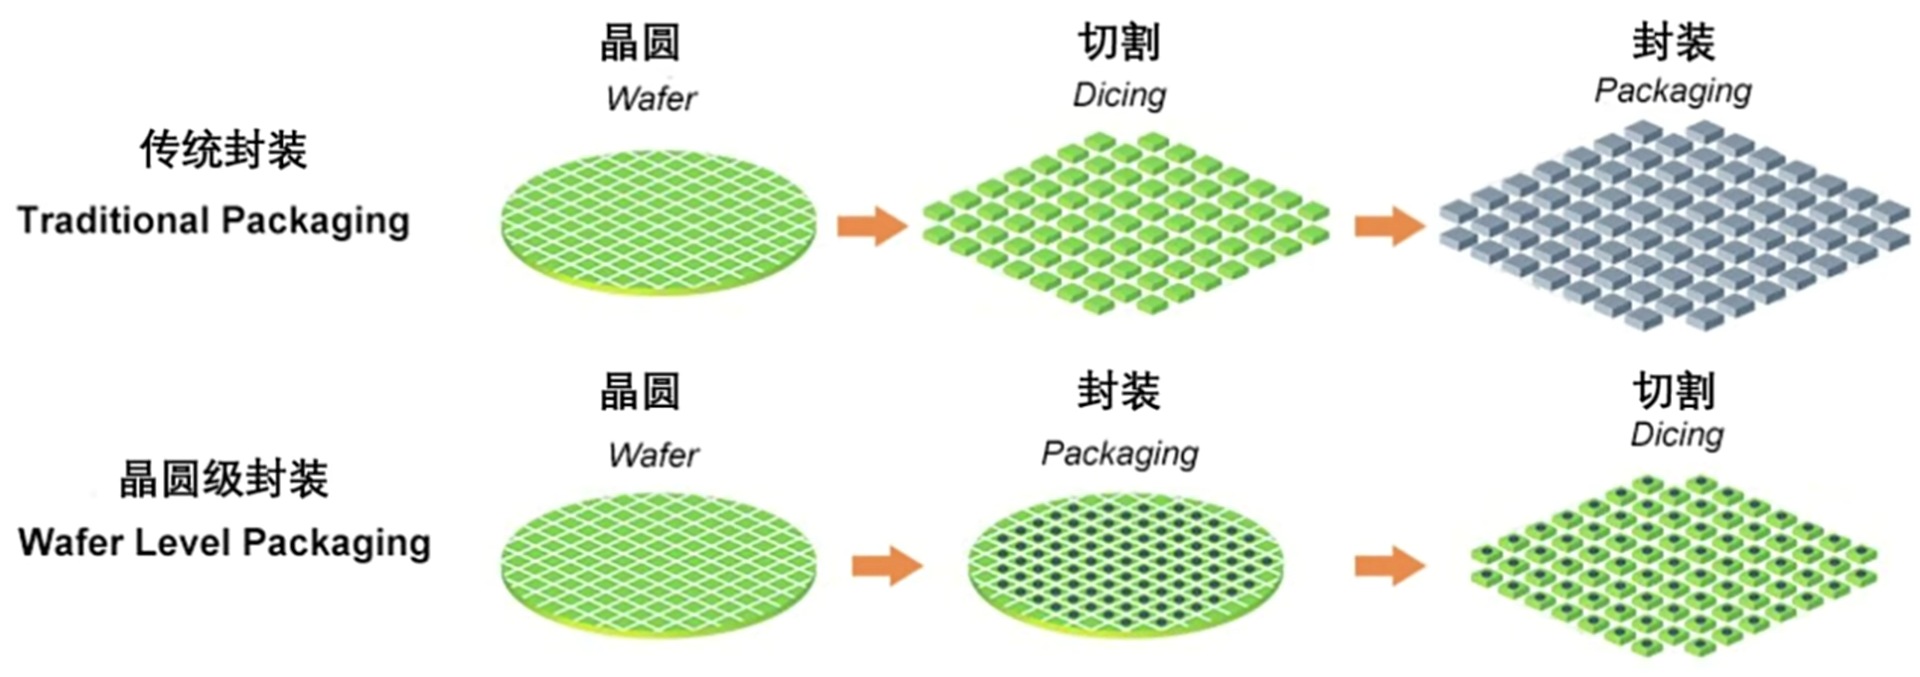 晶圆
Wafer
切割
Dicing
封装
Packaging
传统封装
Traditional Packaging
晶圆
Wafer
封装
Packaging
切割
Dicing
晶圆级封装
Wafer Level Packaging